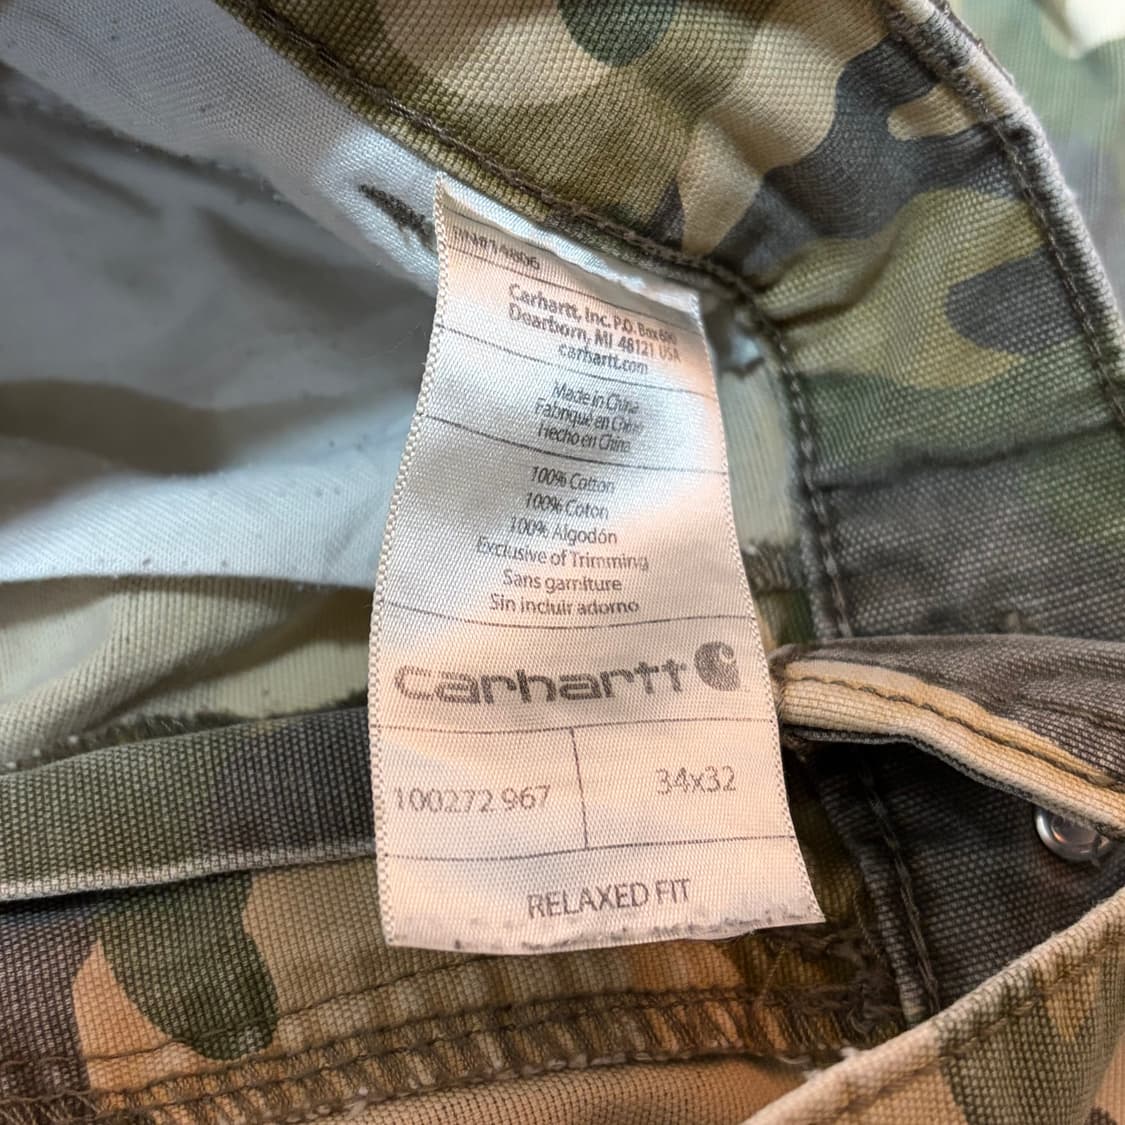 Carhartt, Inc. P.O. Box 600
Dearborn, MI 48121 USA
carhartt.com
Made in China
Fabriqué en Chine
Hecho en China
100% Cotton
100% Coton
100% Algodón
Exclusive of Trimming
Sans garniture
Sin incluir adorno
carhartt
100272 967
34x32
RELAXED FIT